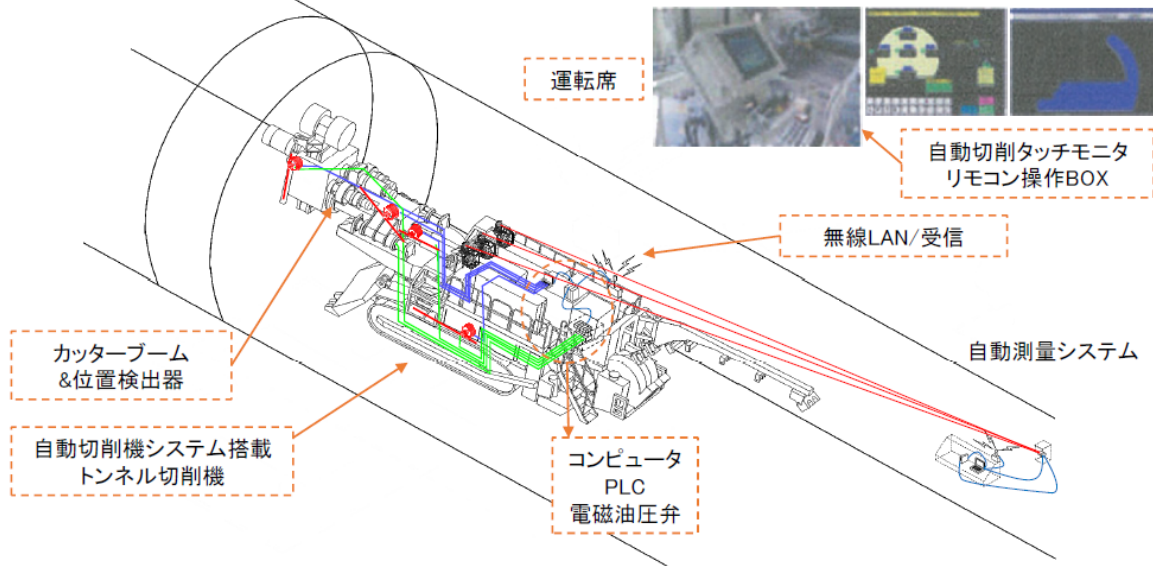 運転席
自動切削タッチモニタ
リモコン操作BOX
無線LAN/受信
カッターブーム
&位置検出器
自動測量システム
自動切削機システム搭載
トンネル切削機
コンピュータ
PLC
電磁油圧弁